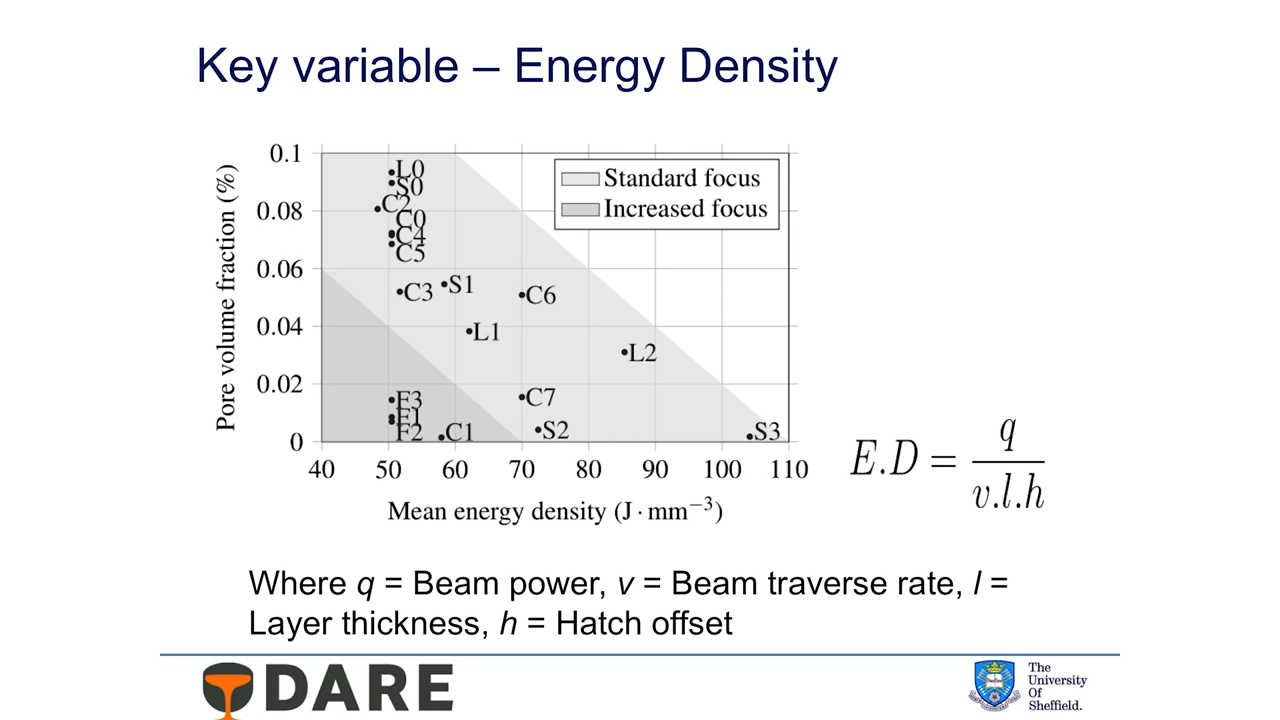 Key variable – Energy Density
Pore volume fraction (%)
0.1
0.08
0.06
0.04
0.02
0
L0
S0
C2
C0
C4
C5
C3
S1
C6
L1
L2
F3
F1
F2
C1
C7
S2
S3
Standard focus
Increased focus
40 50 60 70 80 90 100 110
Mean energy density (J · mm⁻³)
E.D = q / v.l.h
Where q = Beam power, v = Beam traverse rate, l =
Layer thickness, h = Hatch offset
DARE
The
University
Of
Sheffield.